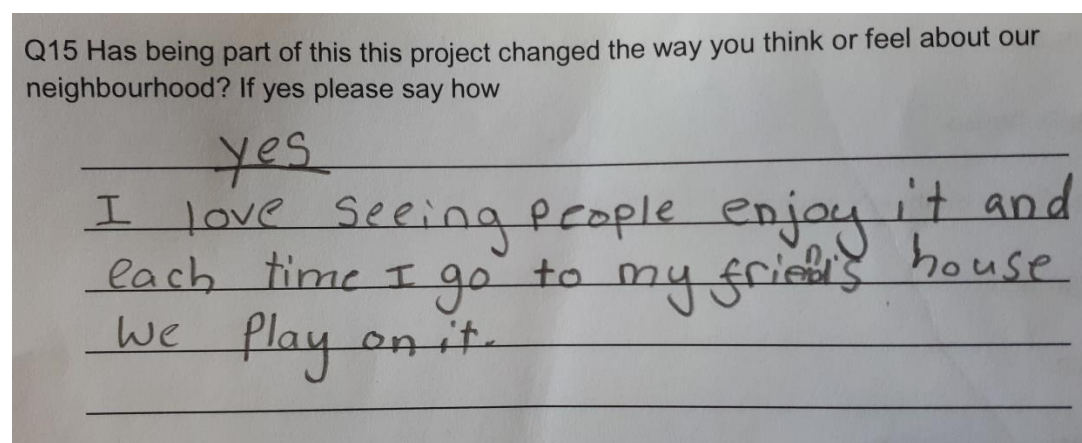 Q15 Has being part of this this project changed the way you think or feel about our
neighbourhood? If yes please say how
yes
I love seeing people enjoy it and
each time I go to my friend's house
We Play on it.